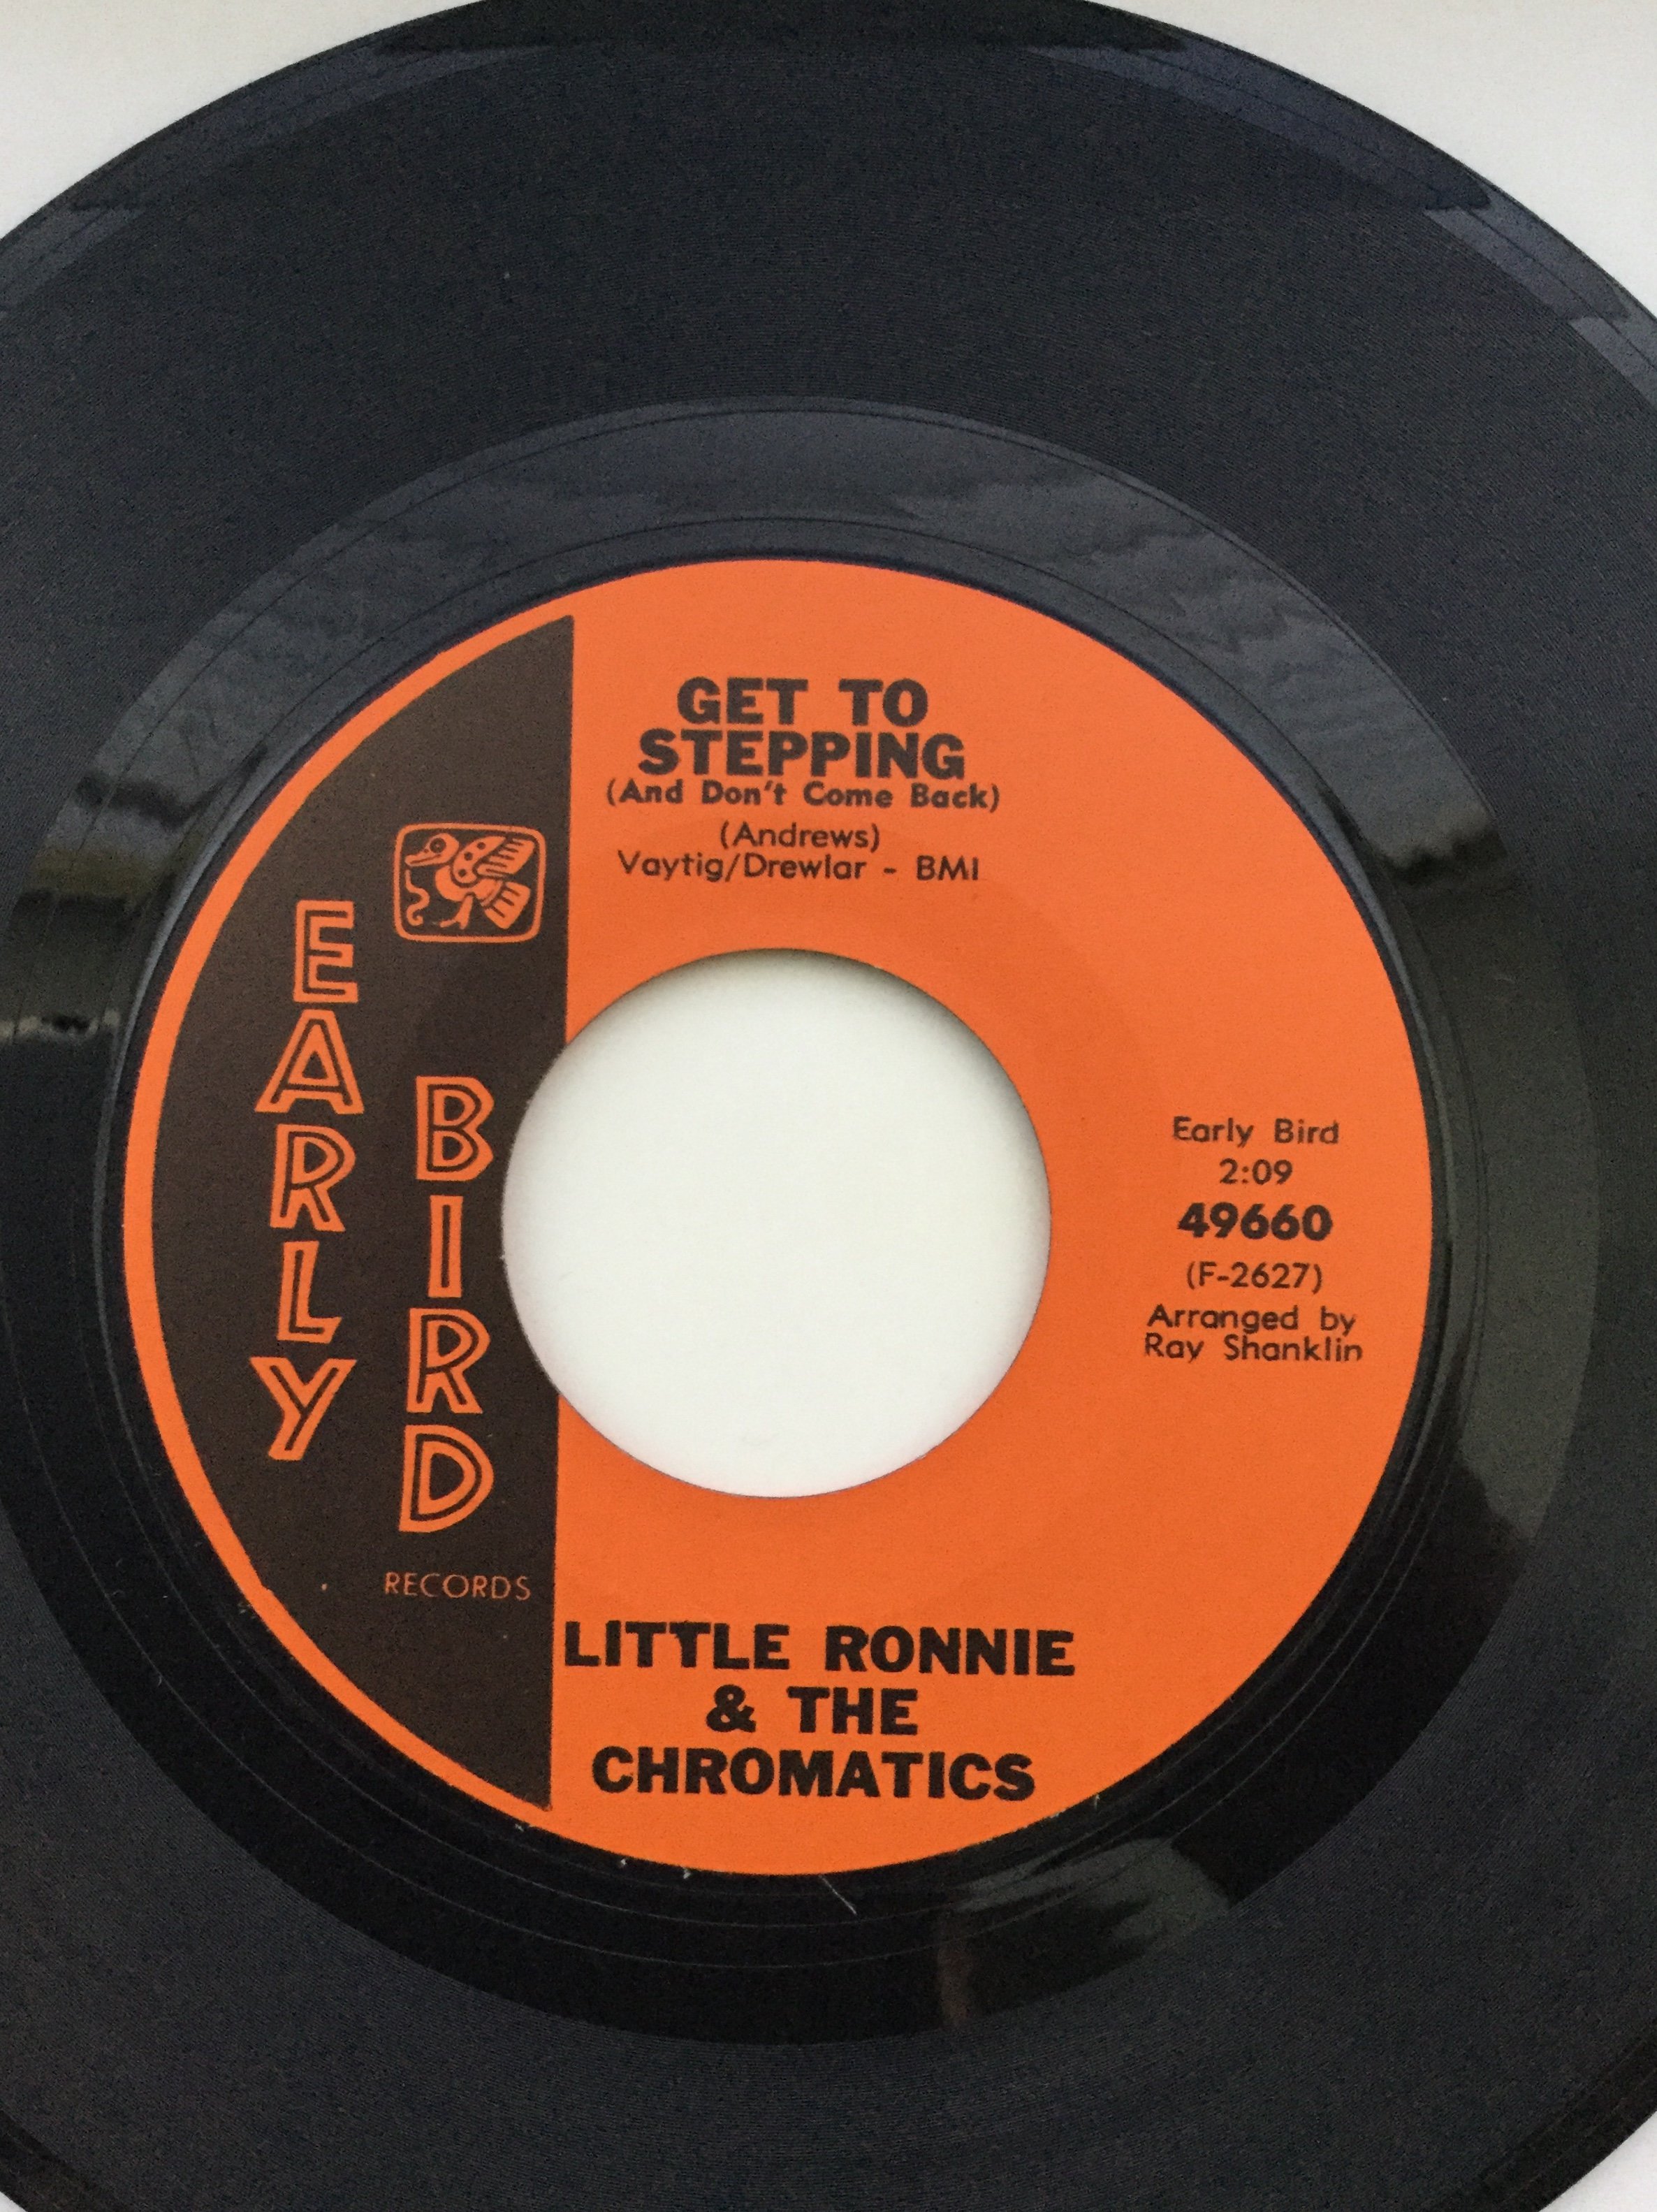 GET TO
STEPPING
(And Don't Come Back)
(Andrews)
Vaytig/Drewlar - BMI
EARLY
BIRD
RECORDS
Early Bird
2:09
49660
(F-2627)
Arranged by
Ray Shanklin
LITTLE RONNIE
& THE
CHROMATICS